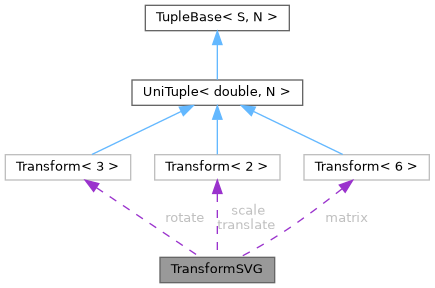 TupleBase< S, N >
UniTuple< double, N >
Transform< 3 >
Transform< 2 >
Transform< 6 >
rotate
scale
translate
matrix
TransformSVG